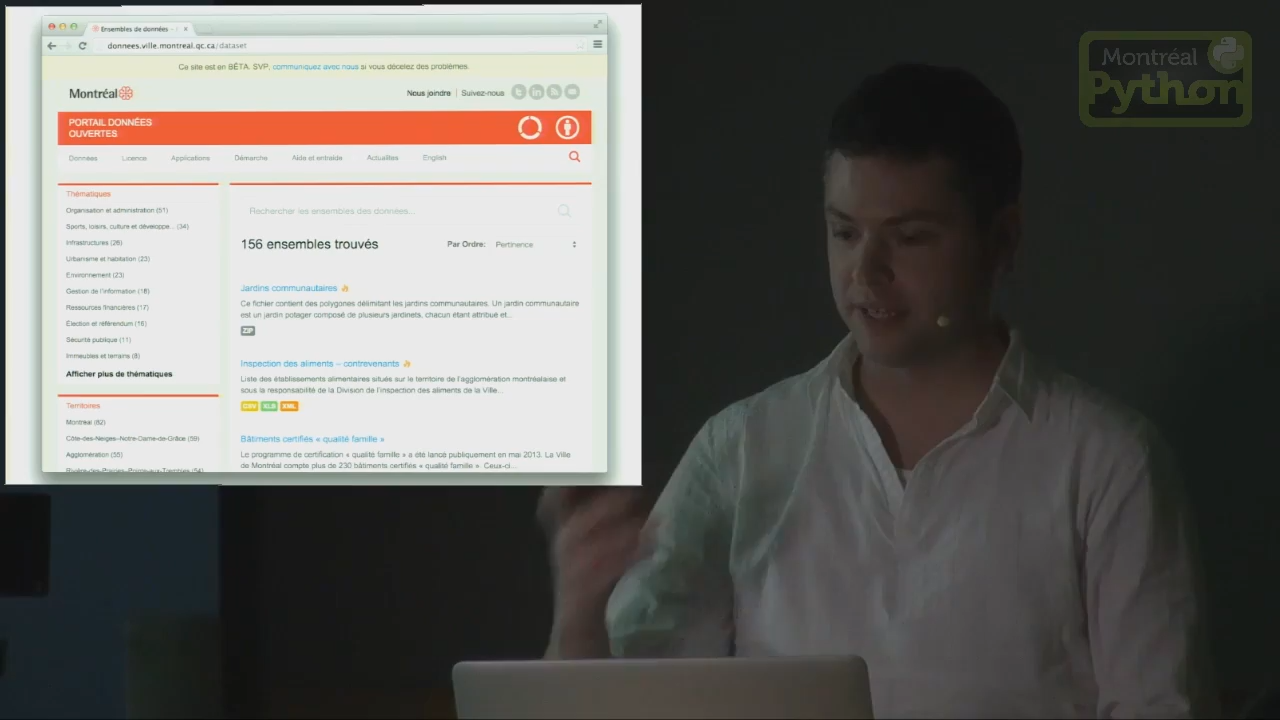 Ensembles de données -
donnees.ville.montreal.qc.ca/dataset
Ce site est en BÊTA. SVP, communiquez avec nous si vous décelez des problèmes.
Montréal
Nous joindre | Suivez-nous
PORTAIL DONNÉES
OUVERTES
Données Licence Applications Démarche Aide et entraide Actualités English
Thématiques
Organisation et administration (51)
Sports, loisirs, culture et développe... (34)
Infrastructures (26)
Urbanisme et habitation (23)
Environnement (23)
Gestion de l'information (18)
Ressources financières (17)
Élection et référendum (15)
Sécurité publique (11)
Immeubles et terrains (8)
Afficher plus de thématiques
Territoires
Montréal (82)
Côte-des-Neiges–Notre-Dame-de-Grâce (59)
Agglomération (55)
Rivière-des-Prairies–Pointe-aux-Trembles (54)
Rechercher les ensembles des données...
156 ensembles trouvés
Par Ordre: Pertinence
Jardins communautaires
Ce fichier contient des polygones délimitant les jardins communautaires. Un jardin communautaire
est un jardin potager composé de plusieurs jardinets, chacun étant attribué et...
ZIP
Inspection des aliments – contrevenants
Liste des établissements alimentaires situés sur le territoire de l'agglomération montréalaise et
sous la responsabilité de la Division de l'inspection des aliments de la Ville...
CSV XLS XML
Bâtiments certifiés « qualité famille »
Le programme de certification « qualité famille » a été lancé publiquement en mai 2013. La Ville
de Montréal compte plus de 230 bâtiments certifiés « qualité famille ». Ceux-ci...
Montréal
Python